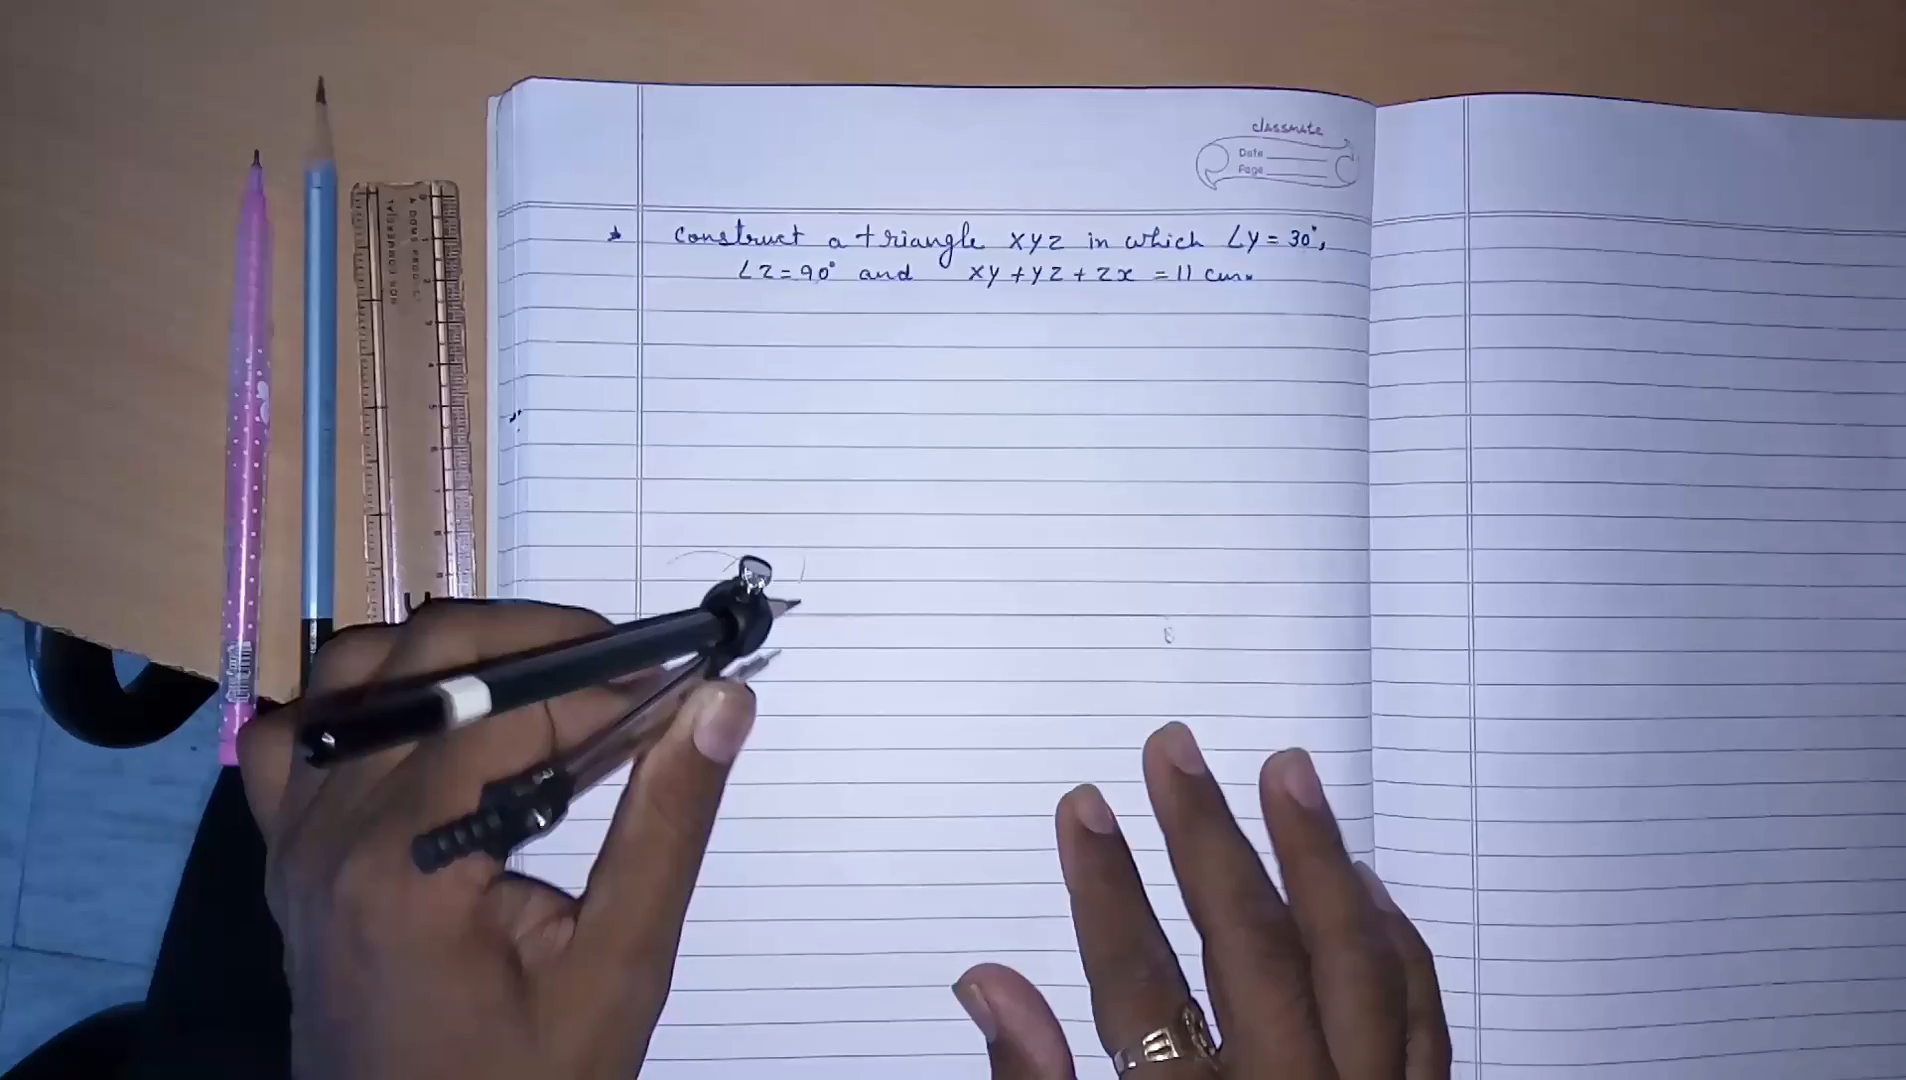 classmate
Date
Page
Construct a triangle XYZ in which ∠Y = 30°,
∠Z = 90° and XY + YZ + ZX = 11 cm.
B